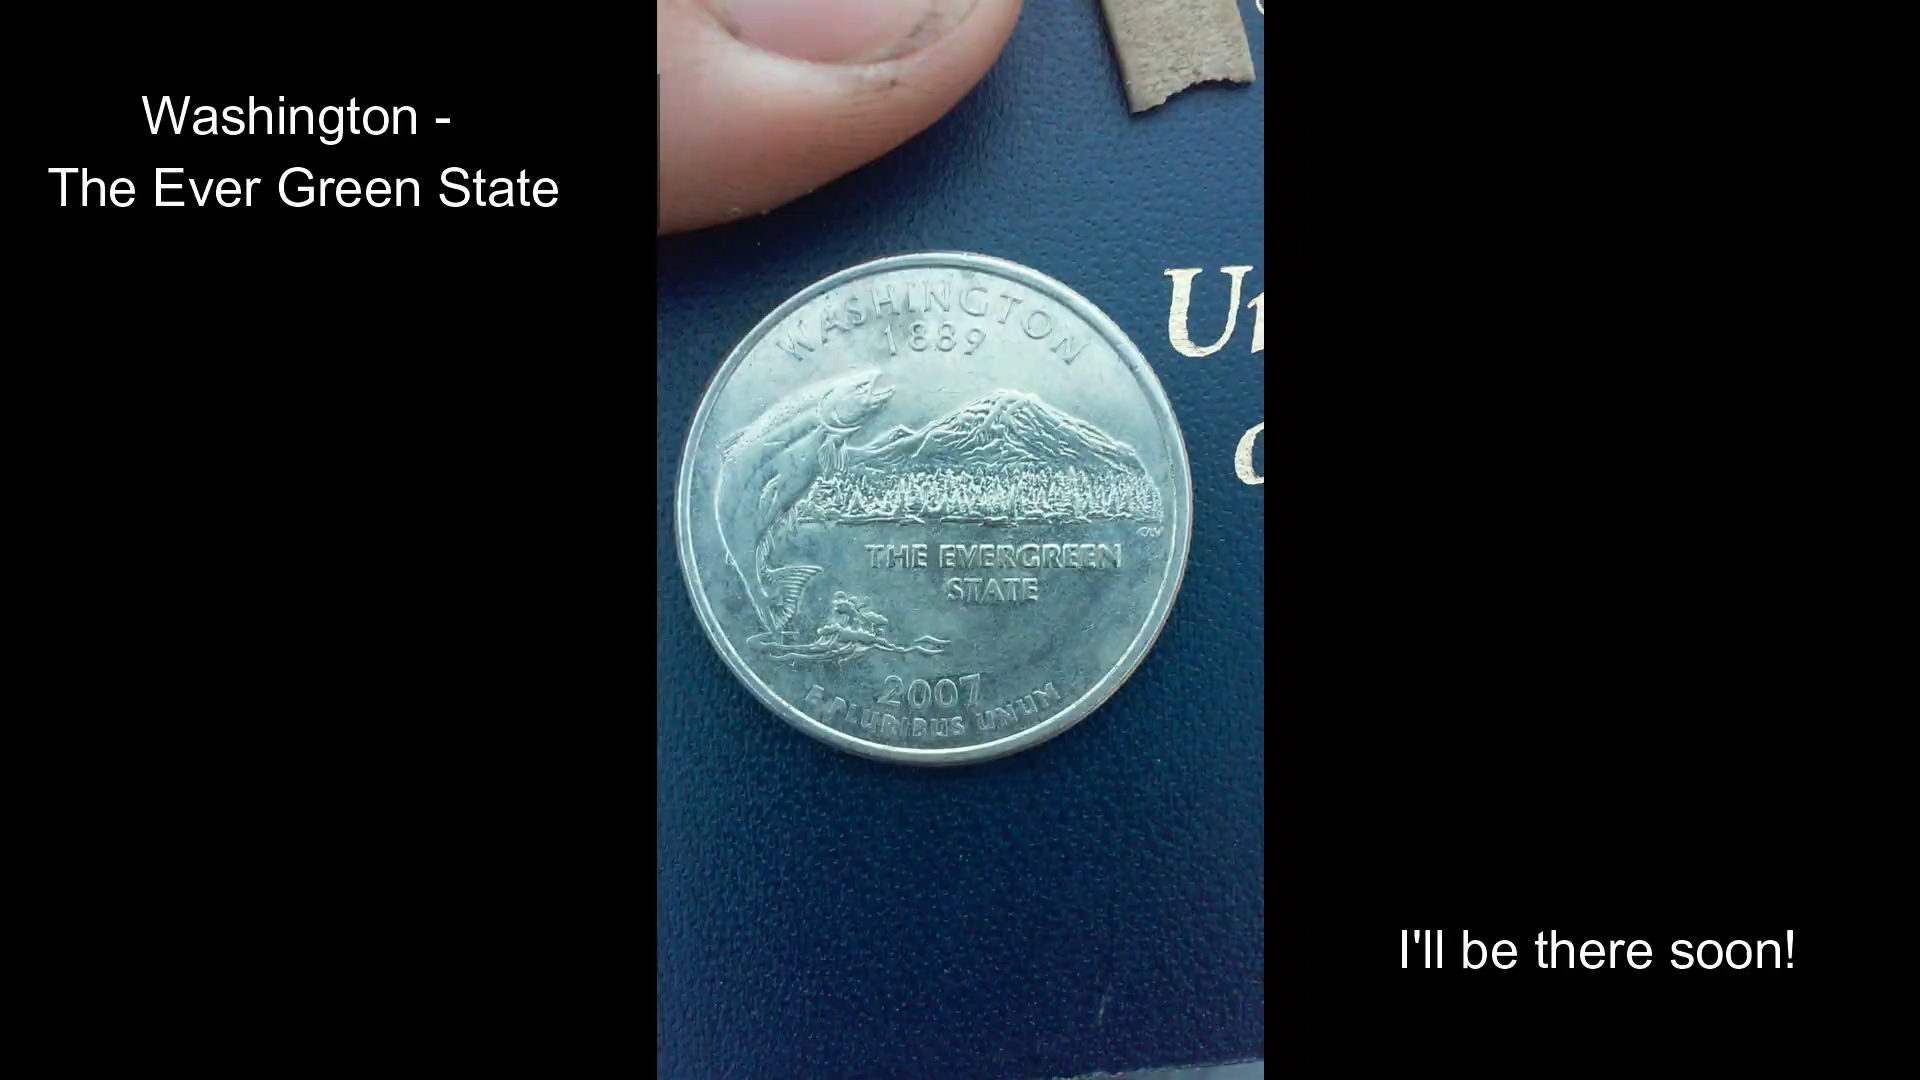 Washington -
The Ever Green State
WASHINGTON
1889
THE EVERGREEN
STATE
2007
E PLURIBUS UNUM
I'll be there soon!